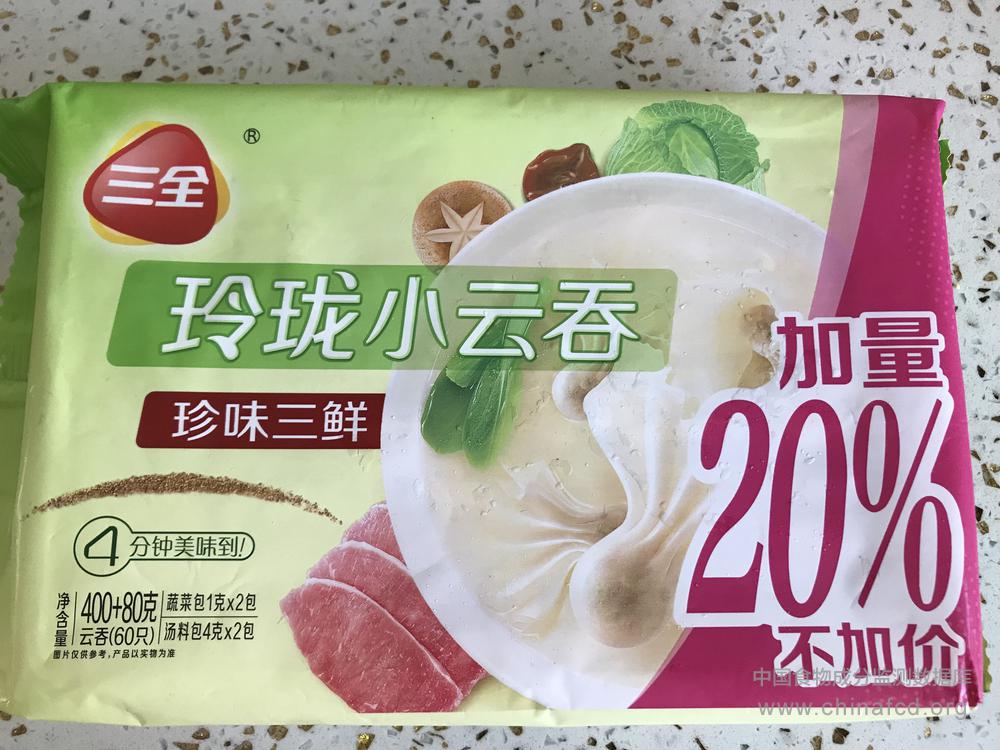 三全
®
玲珑小云吞
珍味三鲜
4分钟美味到!
净含量
400+80克
云吞(60只)
蔬菜包1克x2包
汤料包4克x2包
图片仅供参考,产品以实物为准
加量
20%
不加价
中国食物成分监测数据库
www.chinafcd.org